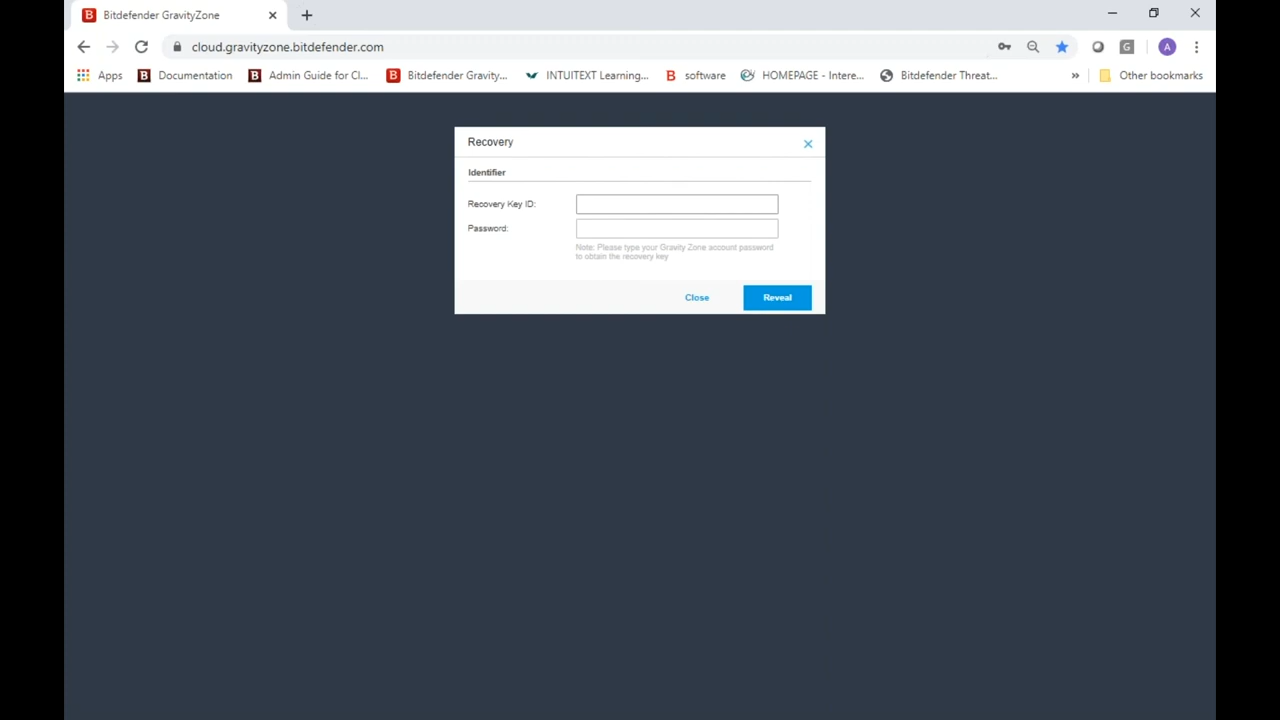 Bitdefender GravityZone
cloud.gravityzone.bitdefender.com
G
A
Apps
B
Documentation
B
Admin Guide for Cl...
B
Bitdefender Gravity...
INTUITEXT Learning...
B
software
HOMEPAGE - Intere...
Bitdefender Threat...
»
Other bookmarks
Recovery
Identifier
Recovery Key ID:
Password:
Note: Please type your Gravity Zone account password
to obtain the recovery key
Close
Reveal